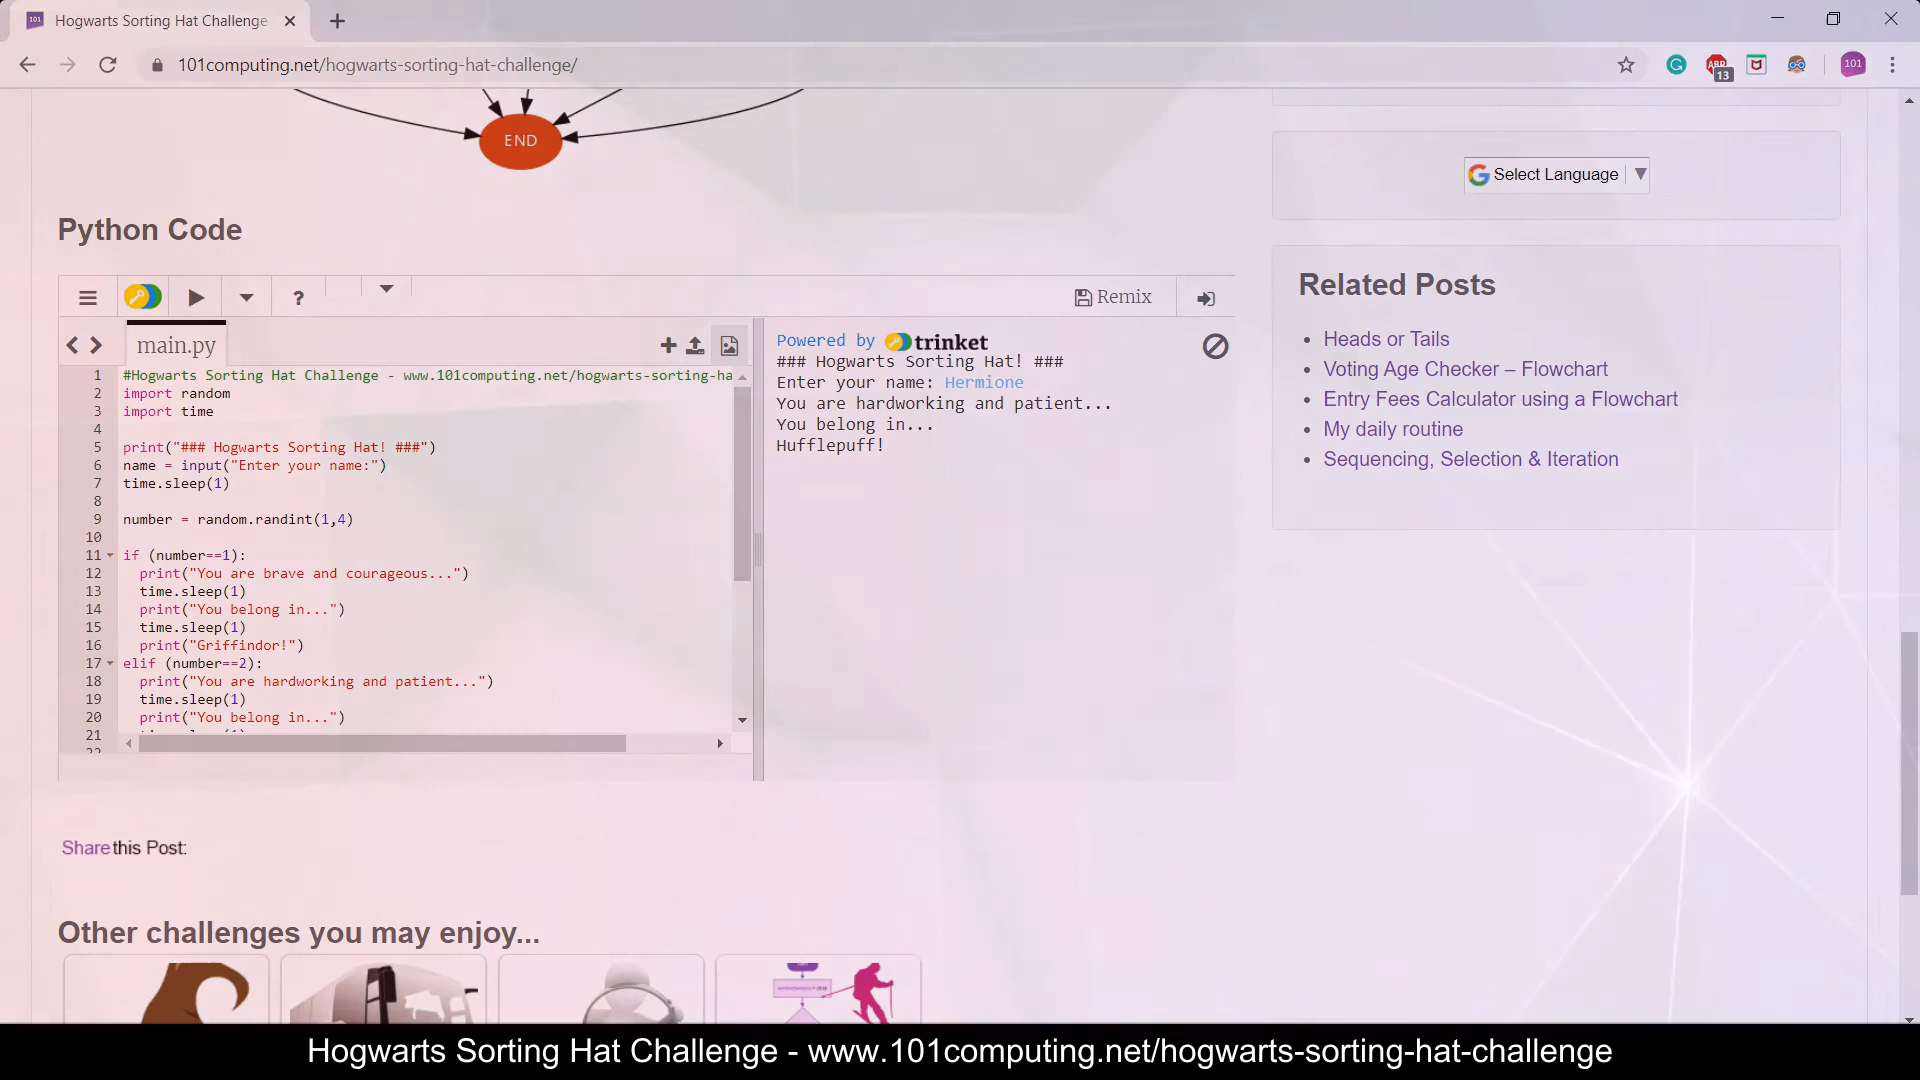 101
Hogwarts Sorting Hat Challenge
101computing.net/hogwarts-sorting-hat-challenge/
ABP
13
101
END
Select Language
Python Code
?
Remix
main.py
1 #Hogwarts Sorting Hat Challenge - www.101computing.net/hogwarts-sorting-ha
2 import random
3 import time
4
5 print("### Hogwarts Sorting Hat! ###")
6 name = input("Enter your name:")
7 time.sleep(1)
8
9 number = random.randint(1,4)
10
11 if (number==1):
12 print("You are brave and courageous...")
13 time.sleep(1)
14 print("You belong in...")
15 time.sleep(1)
16 print("Griffindor!")
17 elif (number==2):
18 print("You are hardworking and patient...")
19 time.sleep(1)
20 print("You belong in...")
21
22
Powered by trinket
### Hogwarts Sorting Hat! ###
Enter your name: Hermione
You are hardworking and patient...
You belong in...
Hufflepuff!
Related Posts
Heads or Tails
Voting Age Checker – Flowchart
Entry Fees Calculator using a Flowchart
My daily routine
Sequencing, Selection & Iteration
Share this Post:
Other challenges you may enjoy...
Hogwarts Sorting Hat Challenge - www.101computing.net/hogwarts-sorting-hat-challenge